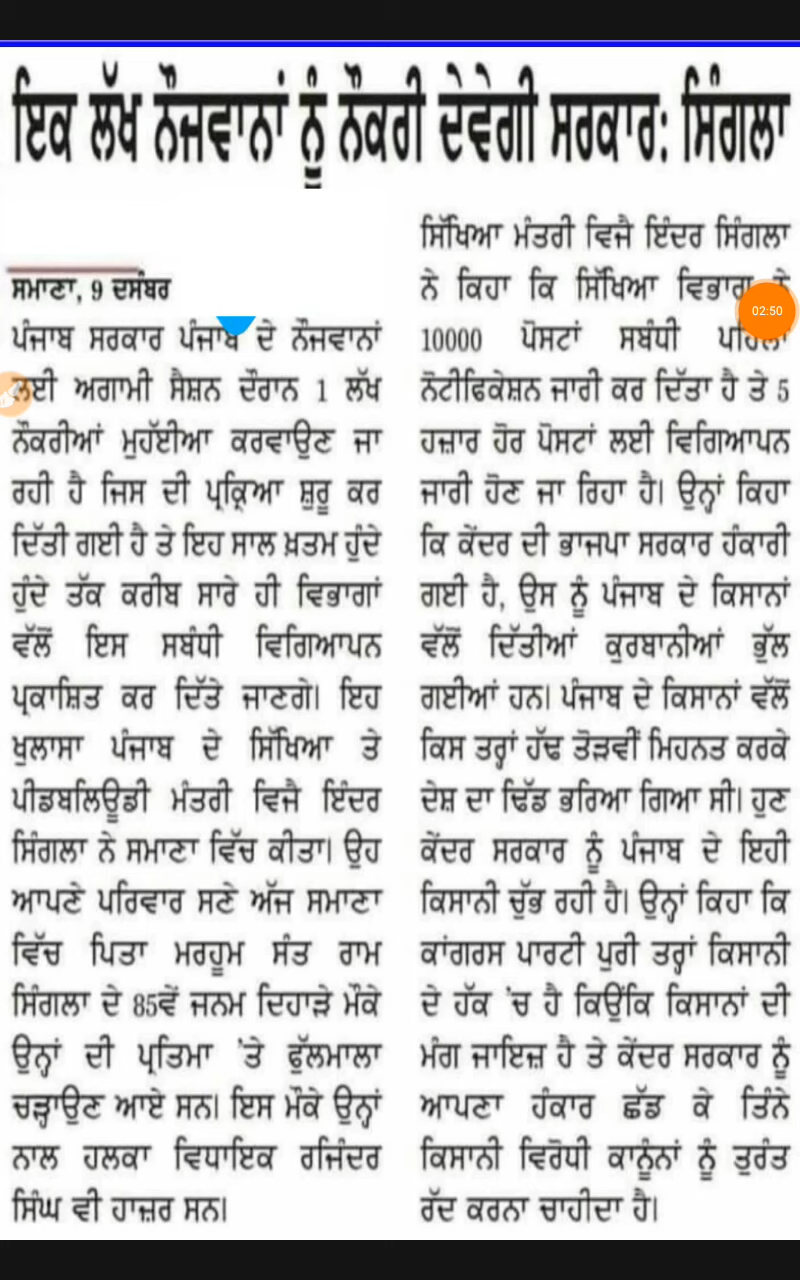 ਇਕ ਲੱਖ ਨੌਜਵਾਨਾਂ ਨੂੰ ਨੌਕਰੀ ਦੇਵੇਗੀ ਸਰਕਾਰ: ਸਿੰਗਲਾ
ਸਮਾਣਾ, 9 ਦਸੰਬਰ
ਪੰਜਾਬ ਸਰਕਾਰ ਪੰਜਾਬ ਦੇ ਨੌਜਵਾਨਾਂ
ਲਈ ਅਗਾਮੀ ਸੈਸ਼ਨ ਦੌਰਾਨ 1 ਲੱਖ
ਨੌਕਰੀਆਂ ਮੁਹੱਈਆ ਕਰਵਾਉਣ ਜਾ
ਰਹੀ ਹੈ ਜਿਸ ਦੀ ਪ੍ਰਕ੍ਰਿਆ ਸ਼ੁਰੂ ਕਰ
ਦਿੱਤੀ ਗਈ ਹੈ ਤੇ ਇਹ ਸਾਲ ਖ਼ਤਮ ਹੁੰਦੇ
ਹੁੰਦੇ ਤੱਕ ਕਰੀਬ ਸਾਰੇ ਹੀ ਵਿਭਾਗਾਂ
ਵੱਲੋਂ ਇਸ ਸਬੰਧੀ ਵਿਗਿਆਪਨ
ਪ੍ਰਕਾਸ਼ਿਤ ਕਰ ਦਿੱਤੇ ਜਾਣਗੇ। ਇਹ
ਖੁਲਾਸਾ ਪੰਜਾਬ ਦੇ ਸਿੱਖਿਆ ਤੇ
ਪੀਡਬਲਿਊਡੀ ਮੰਤਰੀ ਵਿਜੈ ਇੰਦਰ
ਸਿੰਗਲਾ ਨੇ ਸਮਾਣਾ ਵਿੱਚ ਕੀਤਾ। ਉਹ
ਆਪਣੇ ਪਰਿਵਾਰ ਸਣੇ ਅੱਜ ਸਮਾਣਾ
ਵਿੱਚ ਪਿਤਾ ਮਰਹੂਮ ਸੰਤ ਰਾਮ
ਸਿੰਗਲਾ ਦੇ 85ਵੇਂ ਜਨਮ ਦਿਹਾੜੇ ਮੌਕੇ
ਉਨ੍ਹਾਂ ਦੀ ਪ੍ਰਤਿਮਾ 'ਤੇ ਫੁੱਲਮਾਲਾ
ਚੜ੍ਹਾਉਣ ਆਏ ਸਨ। ਇਸ ਮੌਕੇ ਉਨ੍ਹਾਂ
ਨਾਲ ਹਲਕਾ ਵਿਧਾਇਕ ਰਜਿੰਦਰ
ਸਿੰਘ ਵੀ ਹਾਜ਼ਰ ਸਨ।
ਸਿੱਖਿਆ ਮੰਤਰੀ ਵਿਜੈ ਇੰਦਰ ਸਿੰਗਲਾ
ਨੇ ਕਿਹਾ ਕਿ ਸਿੱਖਿਆ ਵਿਭਾਗ
10000 ਪੋਸਟਾਂ ਸਬੰਧੀ ਪਹਿਲਾਂ
ਨੋਟੀਫਿਕੇਸ਼ਨ ਜਾਰੀ ਕਰ ਦਿੱਤਾ ਹੈ ਤੇ 5
ਹਜ਼ਾਰ ਹੋਰ ਪੋਸਟਾਂ ਲਈ ਵਿਗਿਆਪਨ
ਜਾਰੀ ਹੋਣ ਜਾ ਰਿਹਾ ਹੈ। ਉਨ੍ਹਾਂ ਕਿਹਾ
ਕਿ ਕੇਂਦਰ ਦੀ ਭਾਜਪਾ ਸਰਕਾਰ ਹੰਕਾਰੀ
ਗਈ ਹੈ, ਉਸ ਨੂੰ ਪੰਜਾਬ ਦੇ ਕਿਸਾਨਾਂ
ਵੱਲੋਂ ਦਿੱਤੀਆਂ ਕੁਰਬਾਨੀਆਂ ਭੁੱਲ
ਗਈਆਂ ਹਨ। ਪੰਜਾਬ ਦੇ ਕਿਸਾਨਾਂ ਵੱਲੋਂ
ਕਿਸ ਤਰ੍ਹਾਂ ਹੱਢ ਤੋੜਵੀਂ ਮਿਹਨਤ ਕਰਕੇ
ਦੇਸ਼ ਦਾ ਢਿੱਡ ਭਰਿਆ ਗਿਆ ਸੀ। ਹੁਣ
ਕੇਂਦਰ ਸਰਕਾਰ ਨੂੰ ਪੰਜਾਬ ਦੇ ਇਹੀ
ਕਿਸਾਨੀ ਚੁੱਭ ਰਹੀ ਹੈ। ਉਨ੍ਹਾਂ ਕਿਹਾ ਕਿ
ਕਾਂਗਰਸ ਪਾਰਟੀ ਪੂਰੀ ਤਰ੍ਹਾਂ ਕਿਸਾਨੀ
ਦੇ ਹੱਕ 'ਚ ਹੈ ਕਿਉਂਕਿ ਕਿਸਾਨਾਂ ਦੀ
ਮੰਗ ਜਾਇਜ਼ ਹੈ ਤੇ ਕੇਂਦਰ ਸਰਕਾਰ ਨੂੰ
ਆਪਣਾ ਹੰਕਾਰ ਛੱਡ ਕੇ ਤਿੰਨੇ
ਕਿਸਾਨੀ ਵਿਰੋਧੀ ਕਾਨੂੰਨਾਂ ਨੂੰ ਤੁਰੰਤ
ਰੱਦ ਕਰਨਾ ਚਾਹੀਦਾ ਹੈ।
02:50